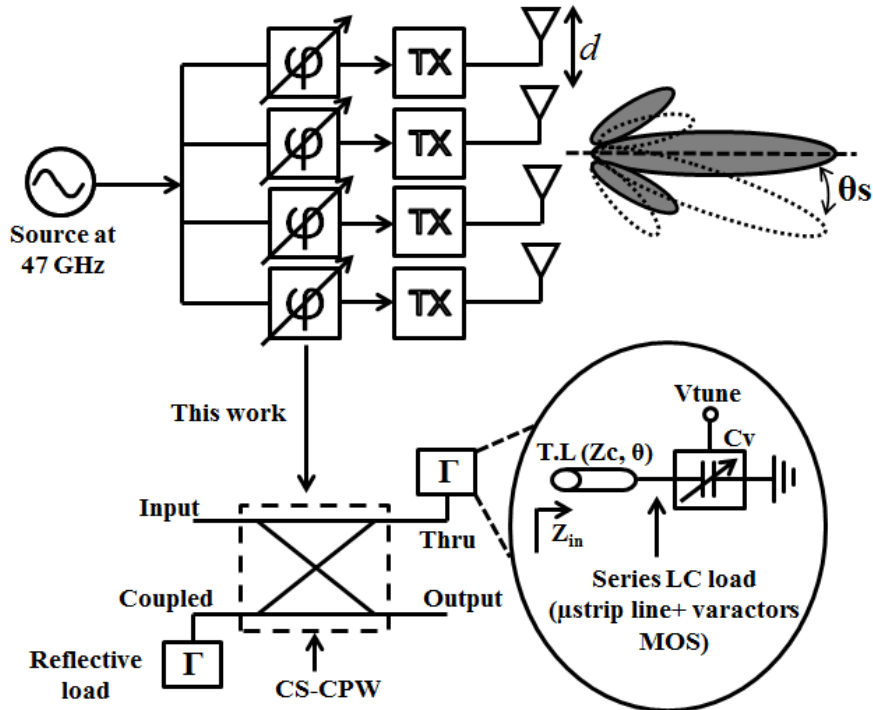 φ TX
d
φ TX
φ TX
θs
φ TX
Source at
47 GHz
This work
Vtune
Cv
T.L (Zc, θ)
Γ
Zin
Input
Thru
Series LC load
(μstrip line+ varactors
MOS)
Coupled
Output
Γ
Reflective
load
CS-CPW